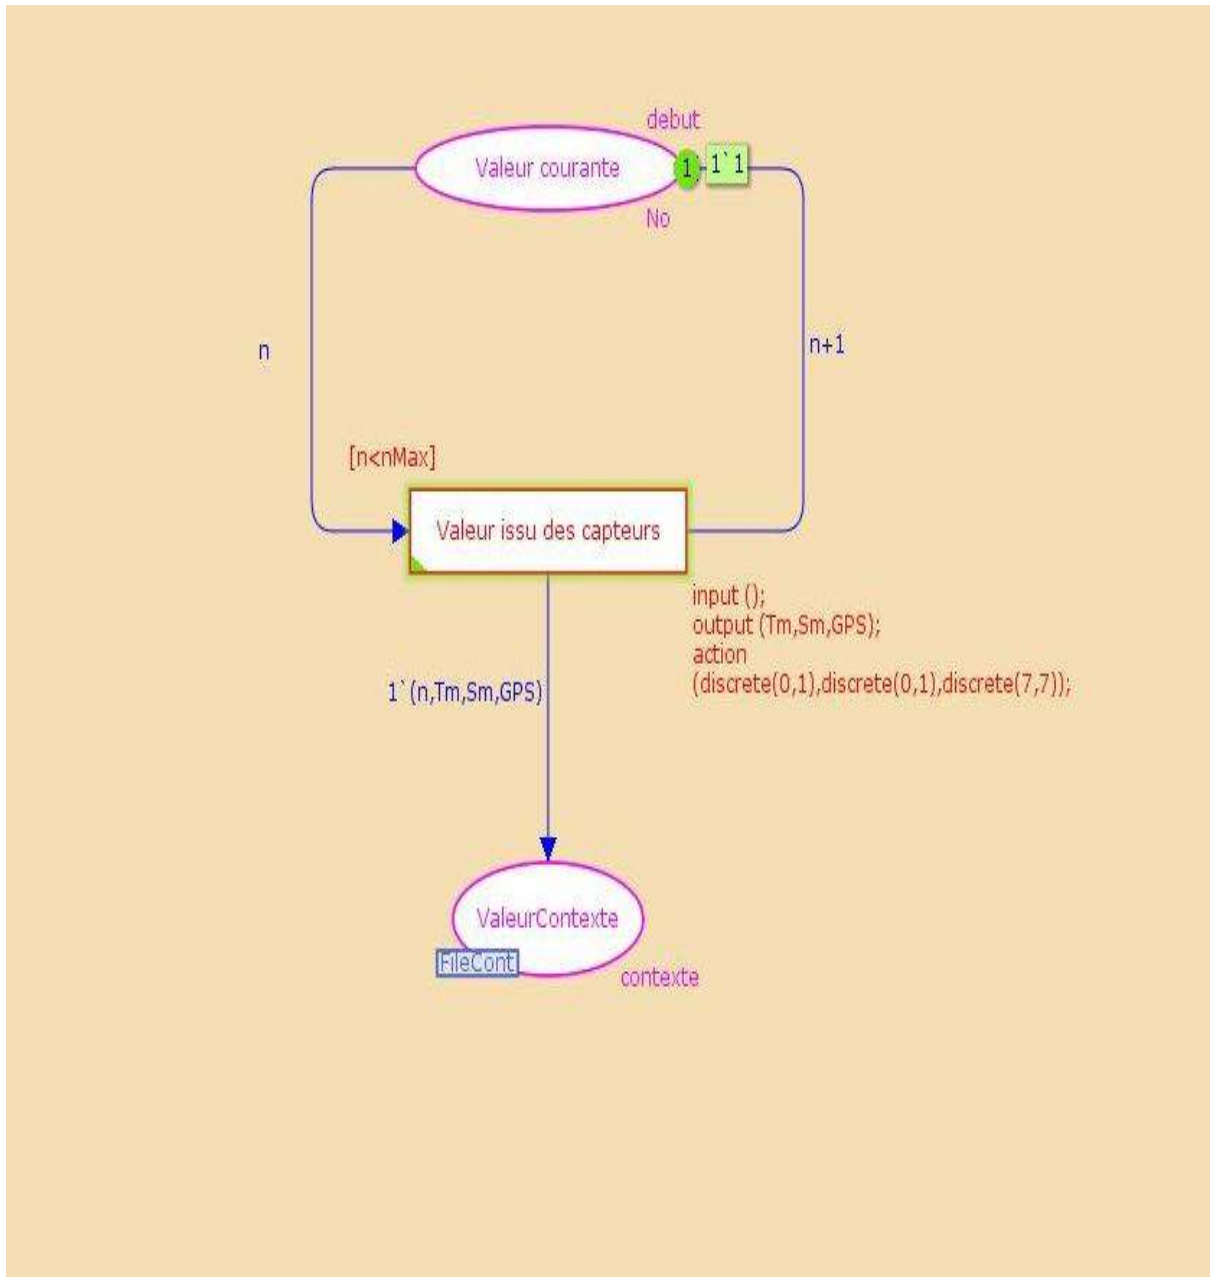 debut
Valeur courante
1 1`1
No
n
n+1
[n<nMax]
Valeur issu des capteurs
input ();
output (Tm,Sm,GPS);
action
(discrete(0,1),discrete(0,1),discrete(7,7));
1`(n,Tm,Sm,GPS)
ValeurContexte
FileCont
contexte